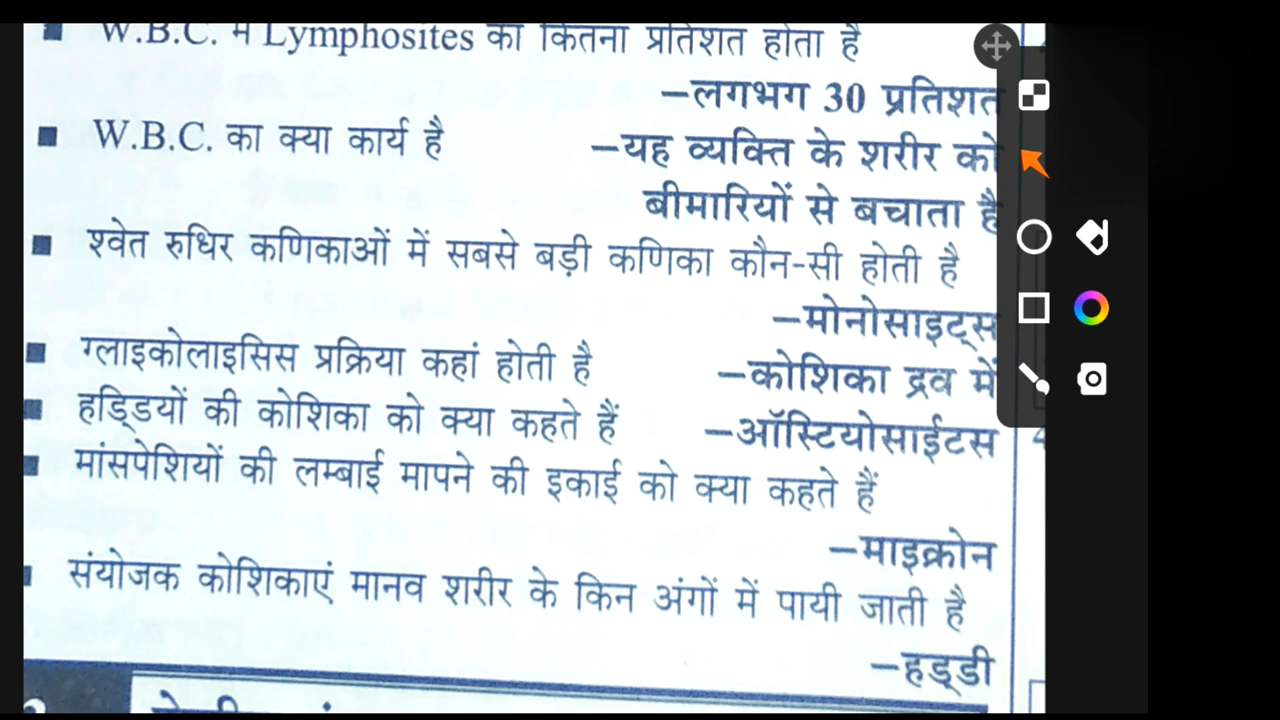 W.B.C. में Lymphosites का कितना प्रतिशत होता है
–लगभग 30 प्रतिशत
W.B.C. का क्या कार्य है –यह व्यक्ति के शरीर को
बीमारियों से बचाता है
श्वेत रुधिर कणिकाओं में सबसे बड़ी कणिका कौन-सी होती है
–मोनोसाइट्स
ग्लाइकोलाइसिस प्रक्रिया कहां होती है –कोशिका द्रव में
हड्डियों की कोशिका को क्या कहते हैं –ऑस्टियोसाईटस
मांसपेशियों की लम्बाई मापने की इकाई को क्या कहते हैं
–माइक्रोन
संयोजक कोशिकाएं मानव शरीर के किन अंगों में पायी जाती है
–हड्डी